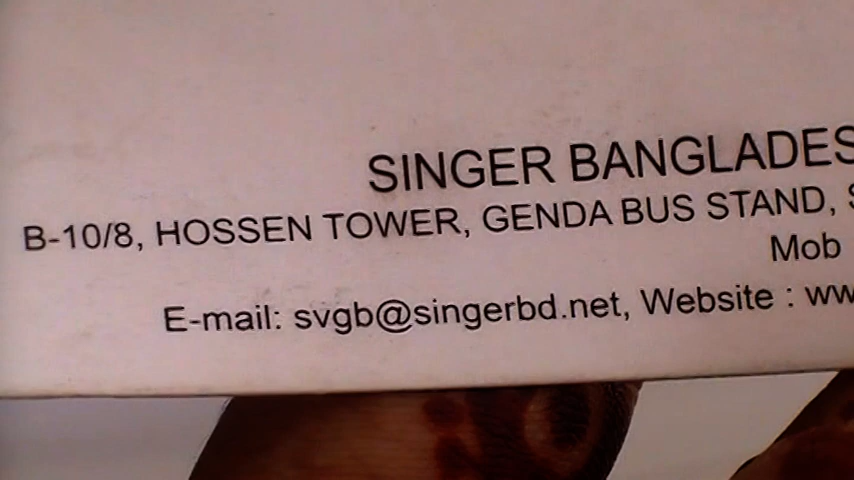 SINGER BANGLADES
B-10/8, HOSSEN TOWER, GENDA BUS STAND,
Mob
E-mail: svgb@singerbd.net, Website : ww